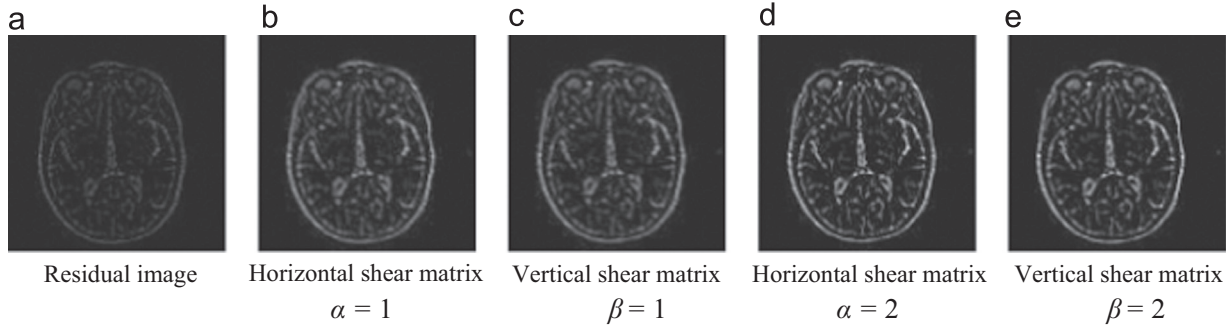 a b c d e
Residual image Horizontal shear matrix Vertical shear matrix Horizontal shear matrix Vertical shear matrix
α = 1 β = 1 α = 2 β = 2